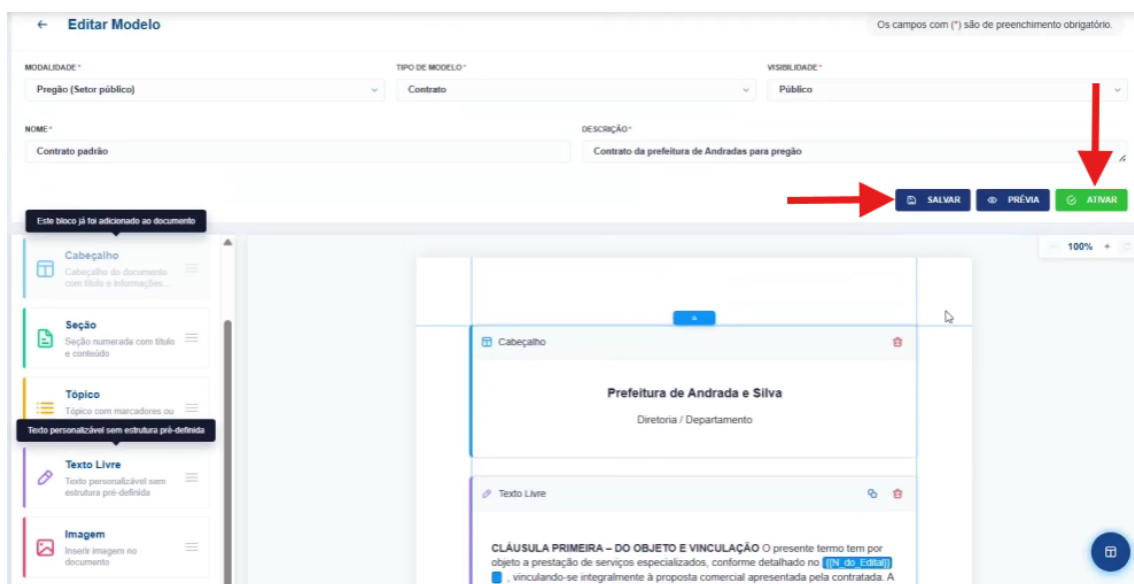 ← Editar Modelo
Os campos com (*) são de preenchimento obrigatório.
MODALIDADE *
TIPO DE MODELO *
VISIBILIDADE *
Pregão (Setor público)
Contrato
Público
NOME *
DESCRIÇÃO *
Contrato padrão
Contrato da prefeitura de Andradas para pregão
SALVAR
PRÉVIA
ATIVAR
Este bloco já foi adicionado ao documento
Cabeçalho
Cabeçalho do documento
com título e informações...
Seção
Seção numerada com título
e conteúdo
Tópico
Tópico com marcadores ou
Texto personalizável sem estrutura pré-definida
Texto Livre
Texto personalizável sem
estrutura pré-definida
Imagem
Inserir imagem no
documento
100% +
Cabeçalho
Prefeitura de Andrada e Silva
Diretoria / Departamento
Texto Livre
CLÁUSULA PRIMEIRA – DO OBJETO E VINCULAÇÃO O presente termo tem por
objeto a prestação de serviços especializados, conforme detalhado no [[N_do_Edital]]
, vinculando-se integralmente à proposta comercial apresentada pela contratada. A